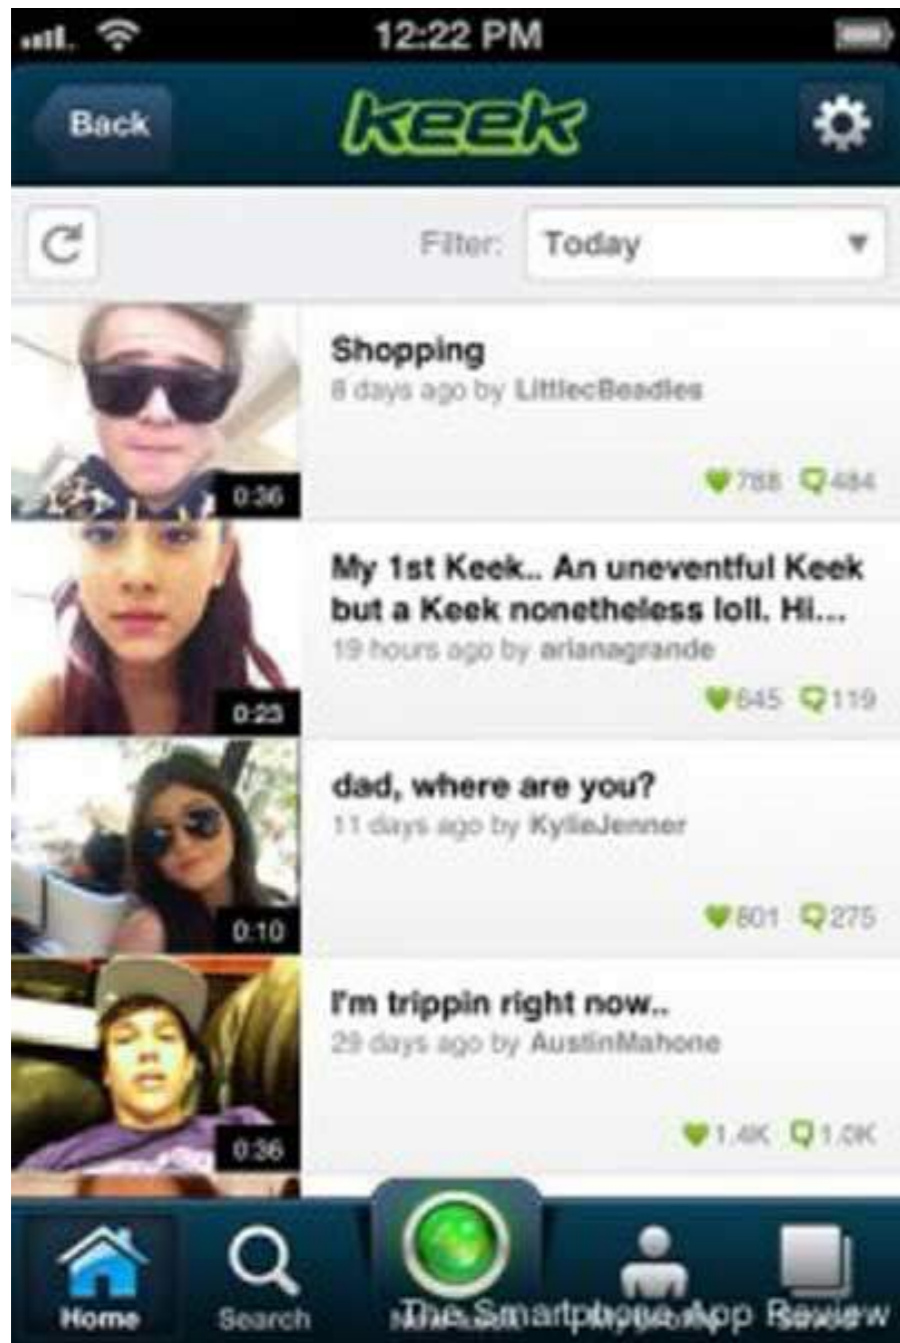 12:22 PM
Back
keek
Filter:
Today
Shopping
8 days ago by LittlecBeadles
788 484
0:36
My 1st Keek.. An uneventful Keek
but a Keek nonetheless loll. Hi...
19 hours ago by arianagrande
645 119
0:23
dad, where are you?
11 days ago by KylieJenner
801 275
0:10
I'm trippin right now..
29 days ago by AustinMahone
1.4K 1.0K
0:36
Home
Search
The Smartphone App Review